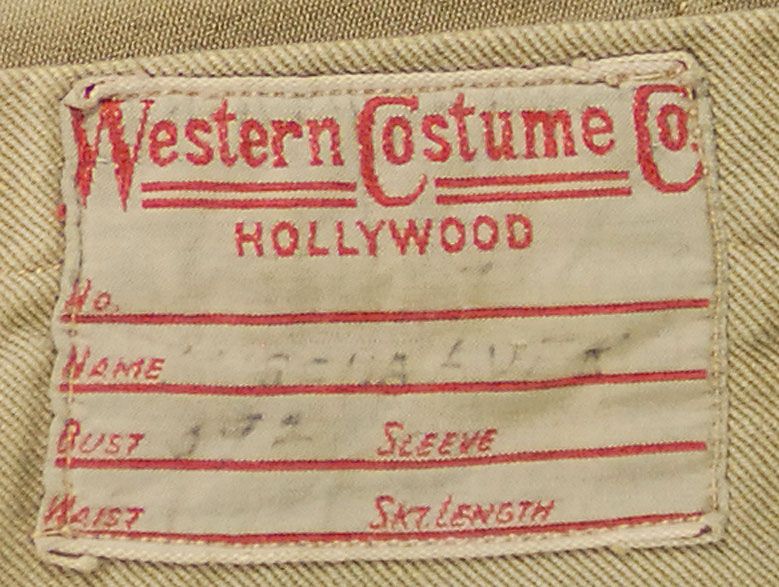 Western Costume Co.
HOLLYWOOD
No.
NAME
BUST SLEEVE
WAIST SKT. LENGTH